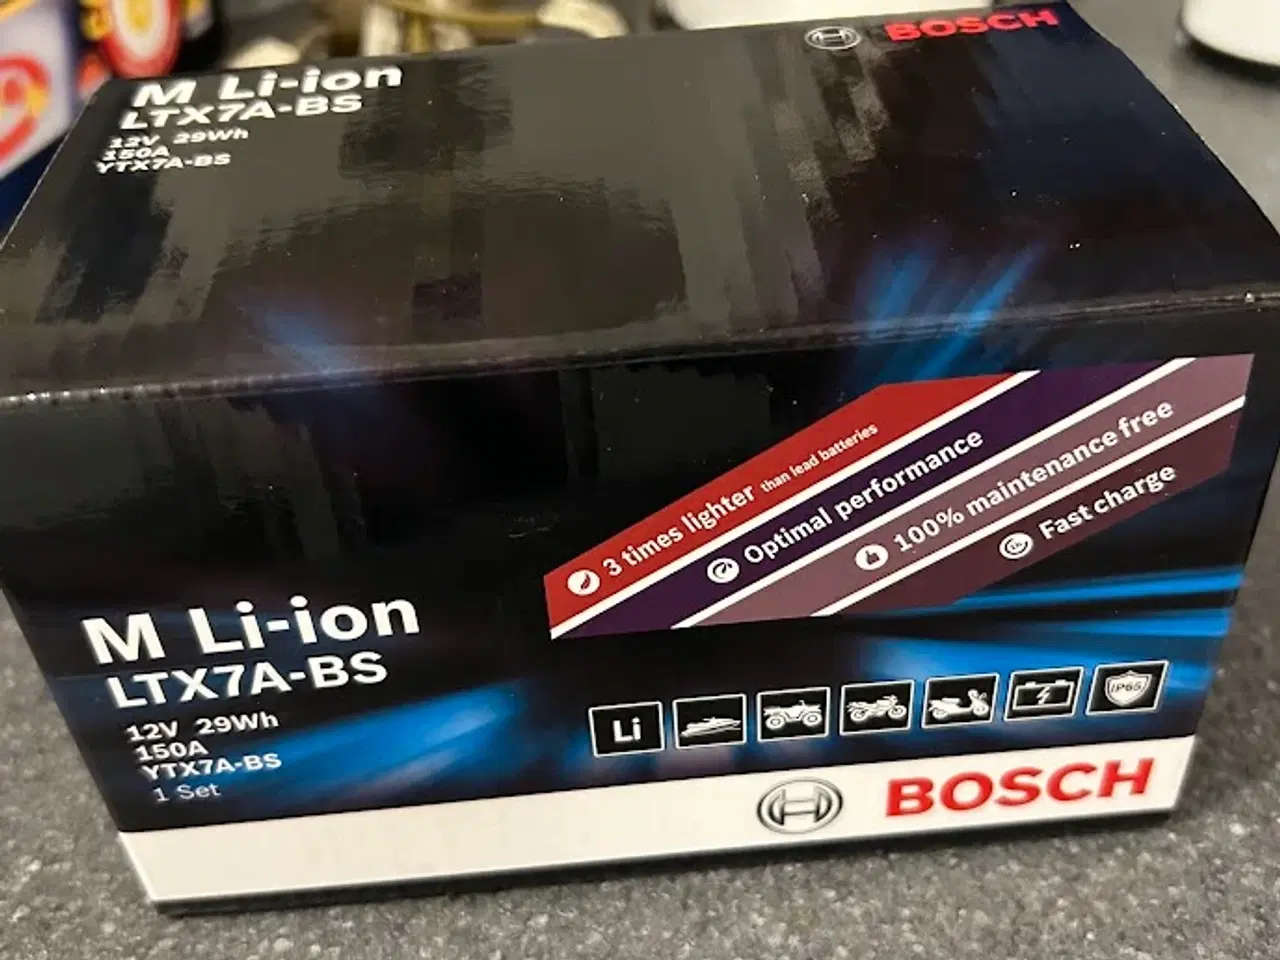 BOSCH
M Li-ion
LTX7A-BS
12V 29Wh
150A
YTX7A-BS
3 times lighter than lead batteries
Optimal performance
100% maintenance free
Fast charge
M Li-ion
LTX7A-BS
12V 29Wh
150A
YTX7A-BS
1 Set
Li
IP65
BOSCH